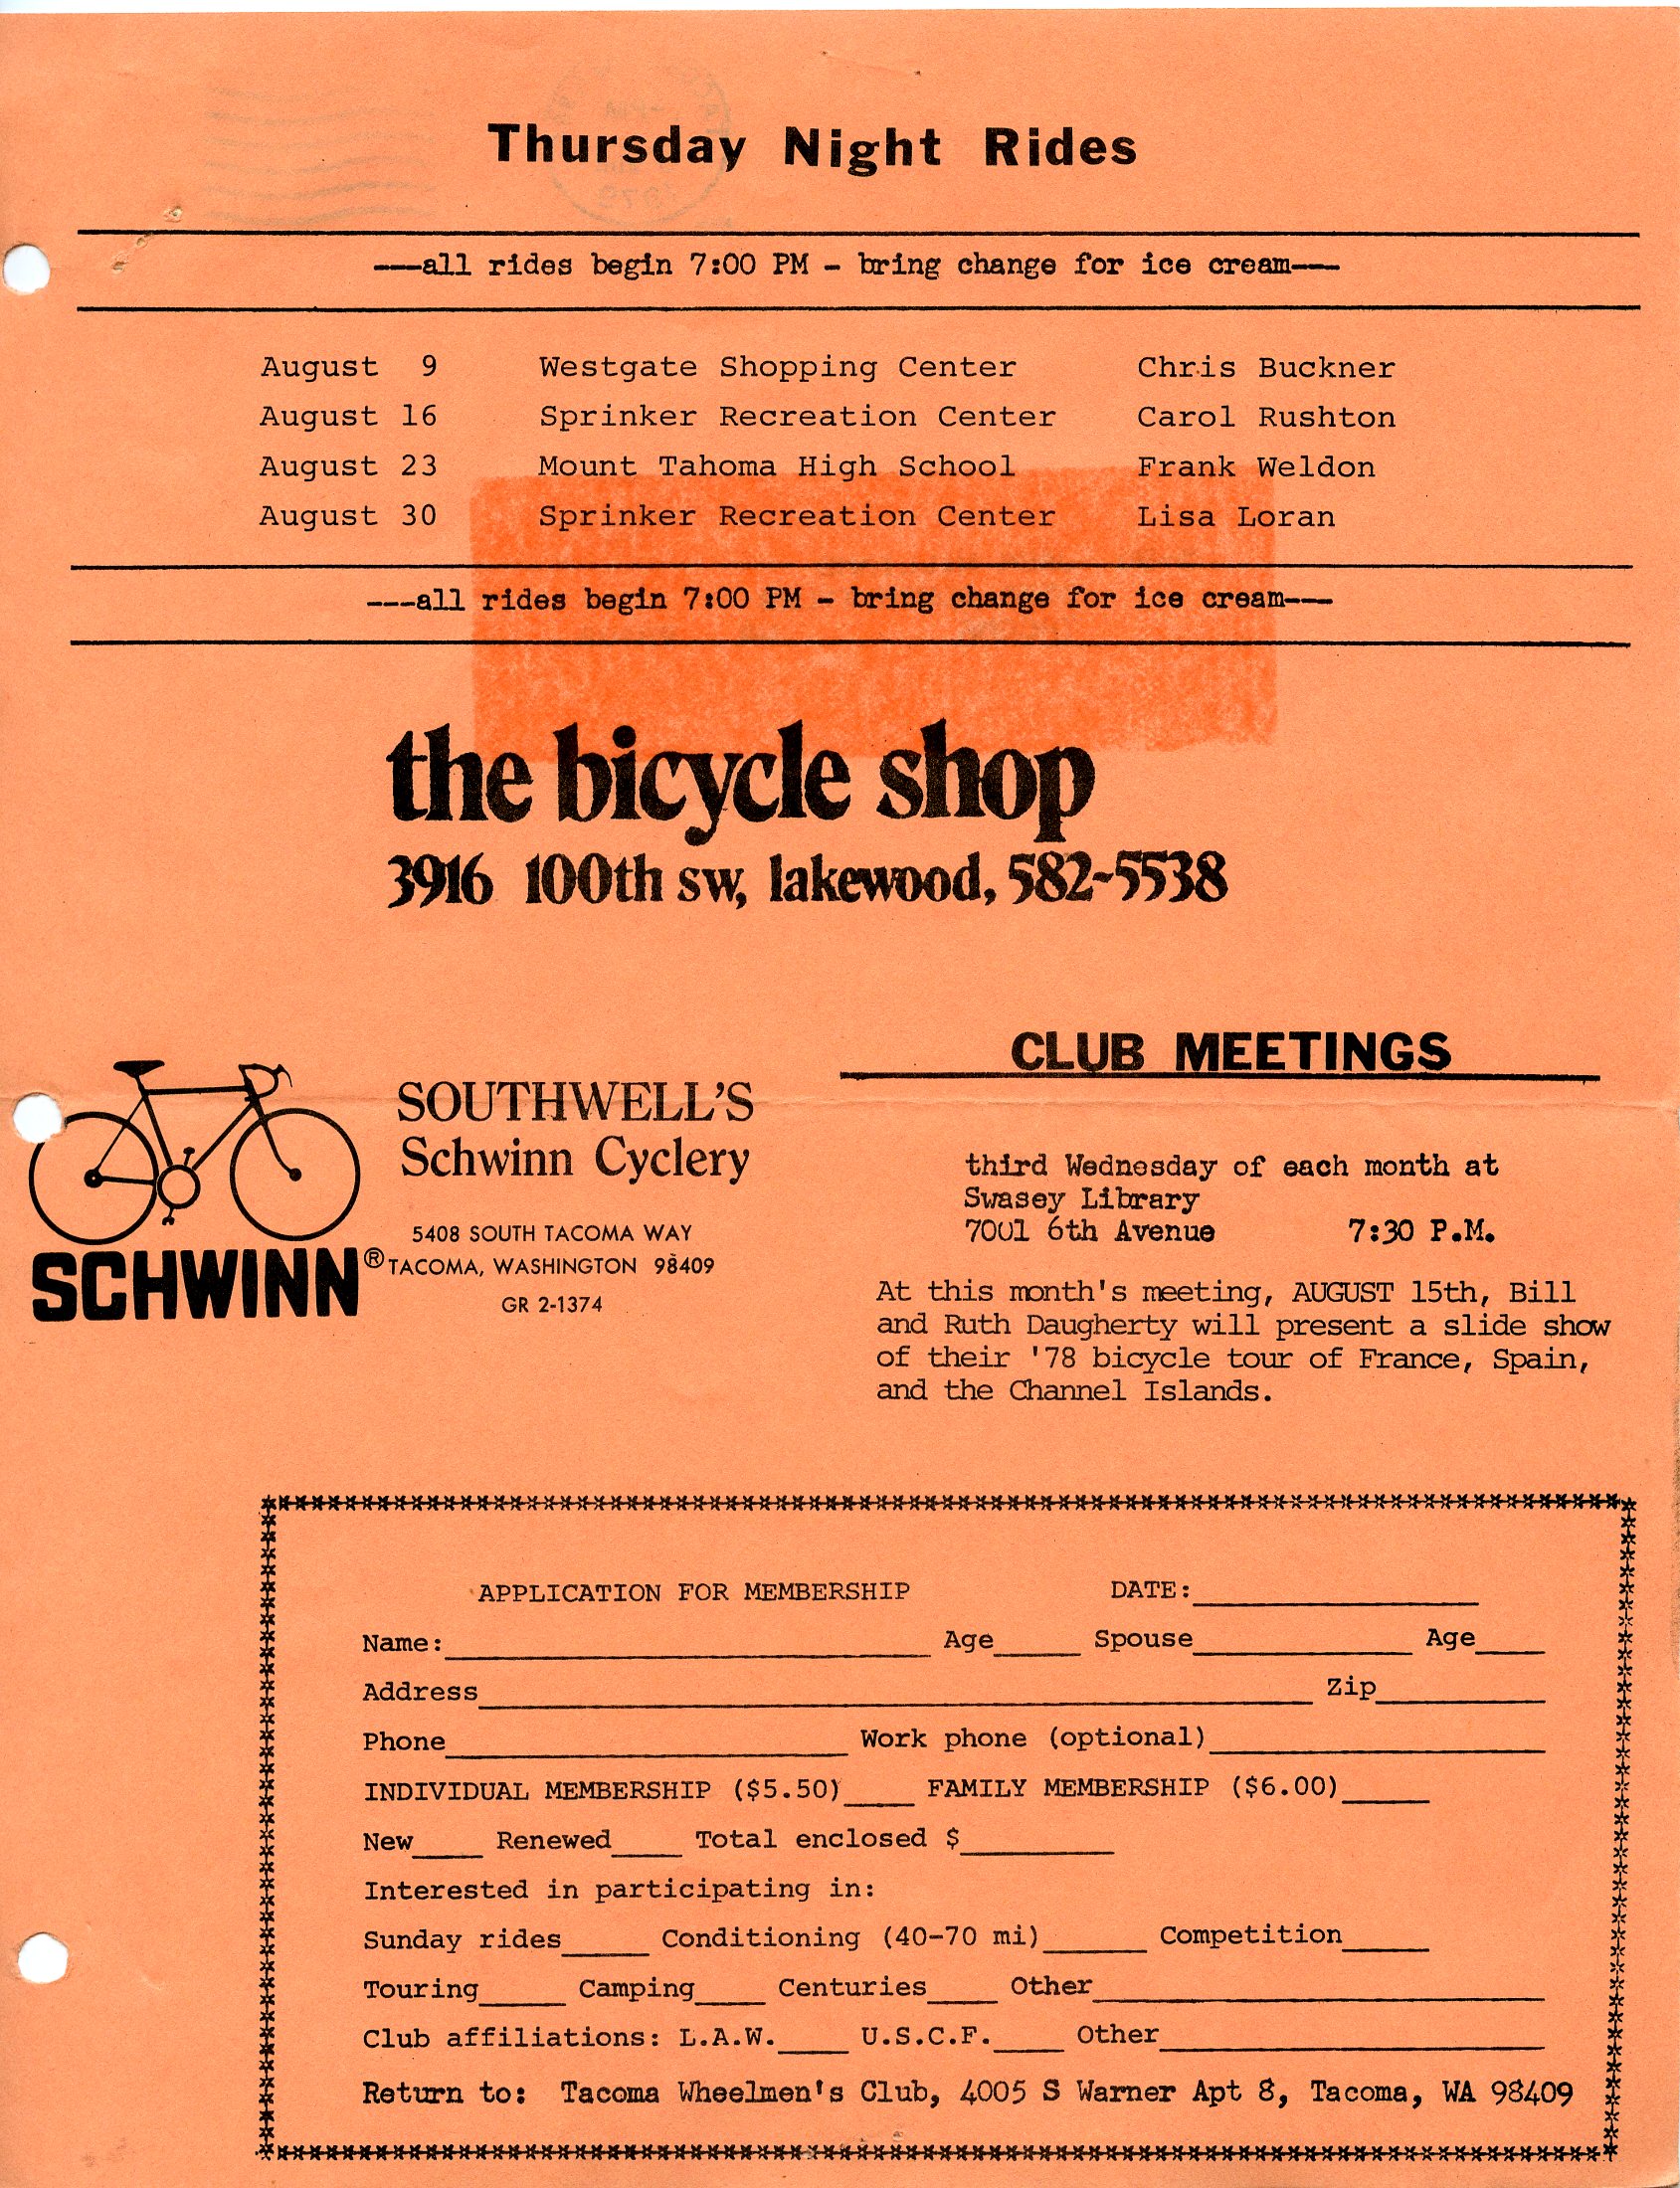 Thursday Night Rides
---all rides begin 7:00 PM - bring change for ice cream---
August 9 Westgate Shopping Center Chris Buckner
August 16 Sprinker Recreation Center Carol Rushton
August 23 Mount Tahoma High School Frank Weldon
August 30 Sprinker Recreation Center Lisa Loran
---all rides begin 7:00 PM - bring change for ice cream---
the bicycle shop
3916 100th sw, lakewood, 582-5538
SOUTHWELL'S
Schwinn Cyclery
5408 SOUTH TACOMA WAY
TACOMA, WASHINGTON 98409
GR 2-1374
SCHWINN®
CLUB MEETINGS
third Wednesday of each month at
Swasey Library
7001 6th Avenue 7:30 P.M.
At this month's meeting, AUGUST 15th, Bill
and Ruth Daugherty will present a slide show
of their '78 bicycle tour of France, Spain,
and the Channel Islands.
APPLICATION FOR MEMBERSHIP DATE:
Name: Age Spouse Age
Address Zip
Phone Work phone (optional)
INDIVIDUAL MEMBERSHIP ($5.50) FAMILY MEMBERSHIP ($6.00)
New Renewed Total enclosed $
Interested in participating in:
Sunday rides Conditioning (40-70 mi) Competition
Touring Camping Centuries Other
Club affiliations: L.A.W. U.S.C.F. Other
Return to: Tacoma Wheelmen's Club, 4005 S Warner Apt 8, Tacoma, WA 98409